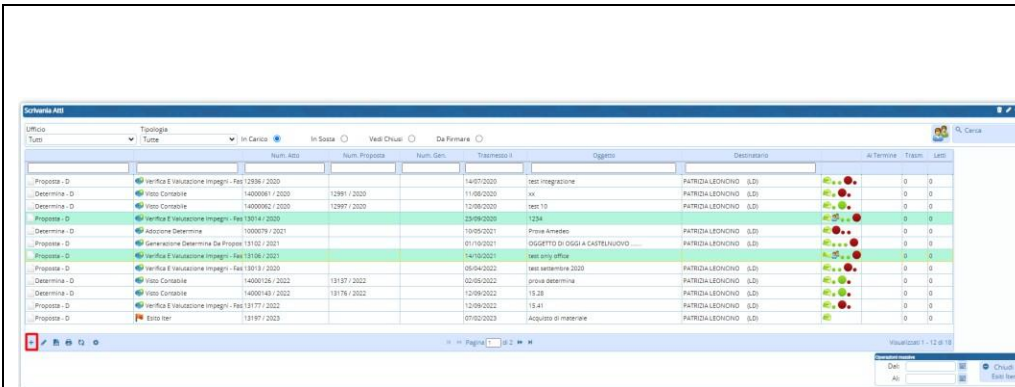 Scrivania Atti
Ufficio Tipologia
Tutti Tutte In Carico In Sosta Vedi Chiusi Da Firmare Cerca
Num. Atto Num. Proposta Num. Gen. Trasmesso il Oggetto Destinatario Al Termine Trasm. Letti
Proposta - D Verifica E Valutazione Impegni - Fas 12936 / 2020 14/07/2020 test integrazione PATRIZIA LEONCINO (LD) 0 0
Determina - D Visto Contabile 14000061 / 2020 12991 / 2020 11/08/2020 xx PATRIZIA LEONCINO (LD) 0 0
Determina - D Visto Contabile 14000062 / 2020 12997 / 2020 12/08/2020 test 10 PATRIZIA LEONCINO (LD) 0 0
Proposta - D Verifica E Valutazione Impegni - Fas 13014 / 2020 23/09/2020 1234 0 0
Determina - D Adozione Determina 1000079 / 2021 10/05/2021 Prove Amedeo PATRIZIA LEONCINO (LD) 0 0
Proposta - D Generazione Determina Da Propos 13102 / 2021 01/10/2021 OGGETTO DI OGGI A CASTELNUOVO ...... PATRIZIA LEONCINO (LD) 0 0
Proposta - D Verifica E Valutazione Impegni - Fas 13106 / 2021 14/10/2021 test only office 0 0
Proposta - D Verifica E Valutazione Impegni - Fas 13013 / 2020 05/04/2022 test settembre 2020 PATRIZIA LEONCINO (LD) 0 0
Determina - D Visto Contabile 14000125 / 2022 13137 / 2022 02/05/2022 prova determina PATRIZIA LEONCINO (LD) 0 0
Determina - D Visto Contabile 14000143 / 2022 13176 / 2022 12/09/2022 15.28 PATRIZIA LEONCINO (LD) 0 0
Proposta - D Verifica E Valutazione Impegni - Fas 13177 / 2022 12/09/2022 15.41 PATRIZIA LEONCINO (LD) 0 0
Proposta - D Esito Iter 13197 / 2023 07/02/2023 Acquisto di materiale PATRIZIA LEONCINO (LD) 0 0
Pagina 1 di 2 Visualizzati 1 - 12 di 18
Operazioni massive
Dal: Chiudi
Al: Esiti Iter